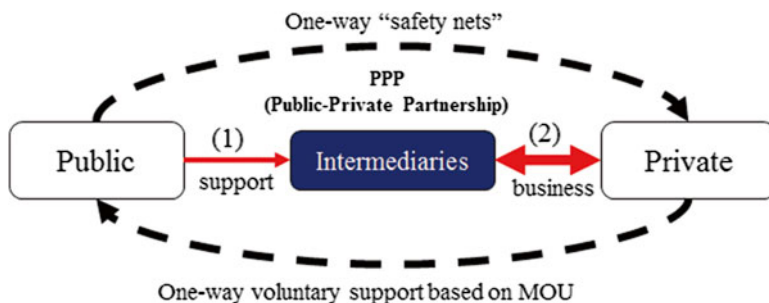 One-way “safety nets”
PPP
(Public-Private Partnership)
Public
(1)
support
Intermediaries
(2)
business
Private
One-way voluntary support based on MOU